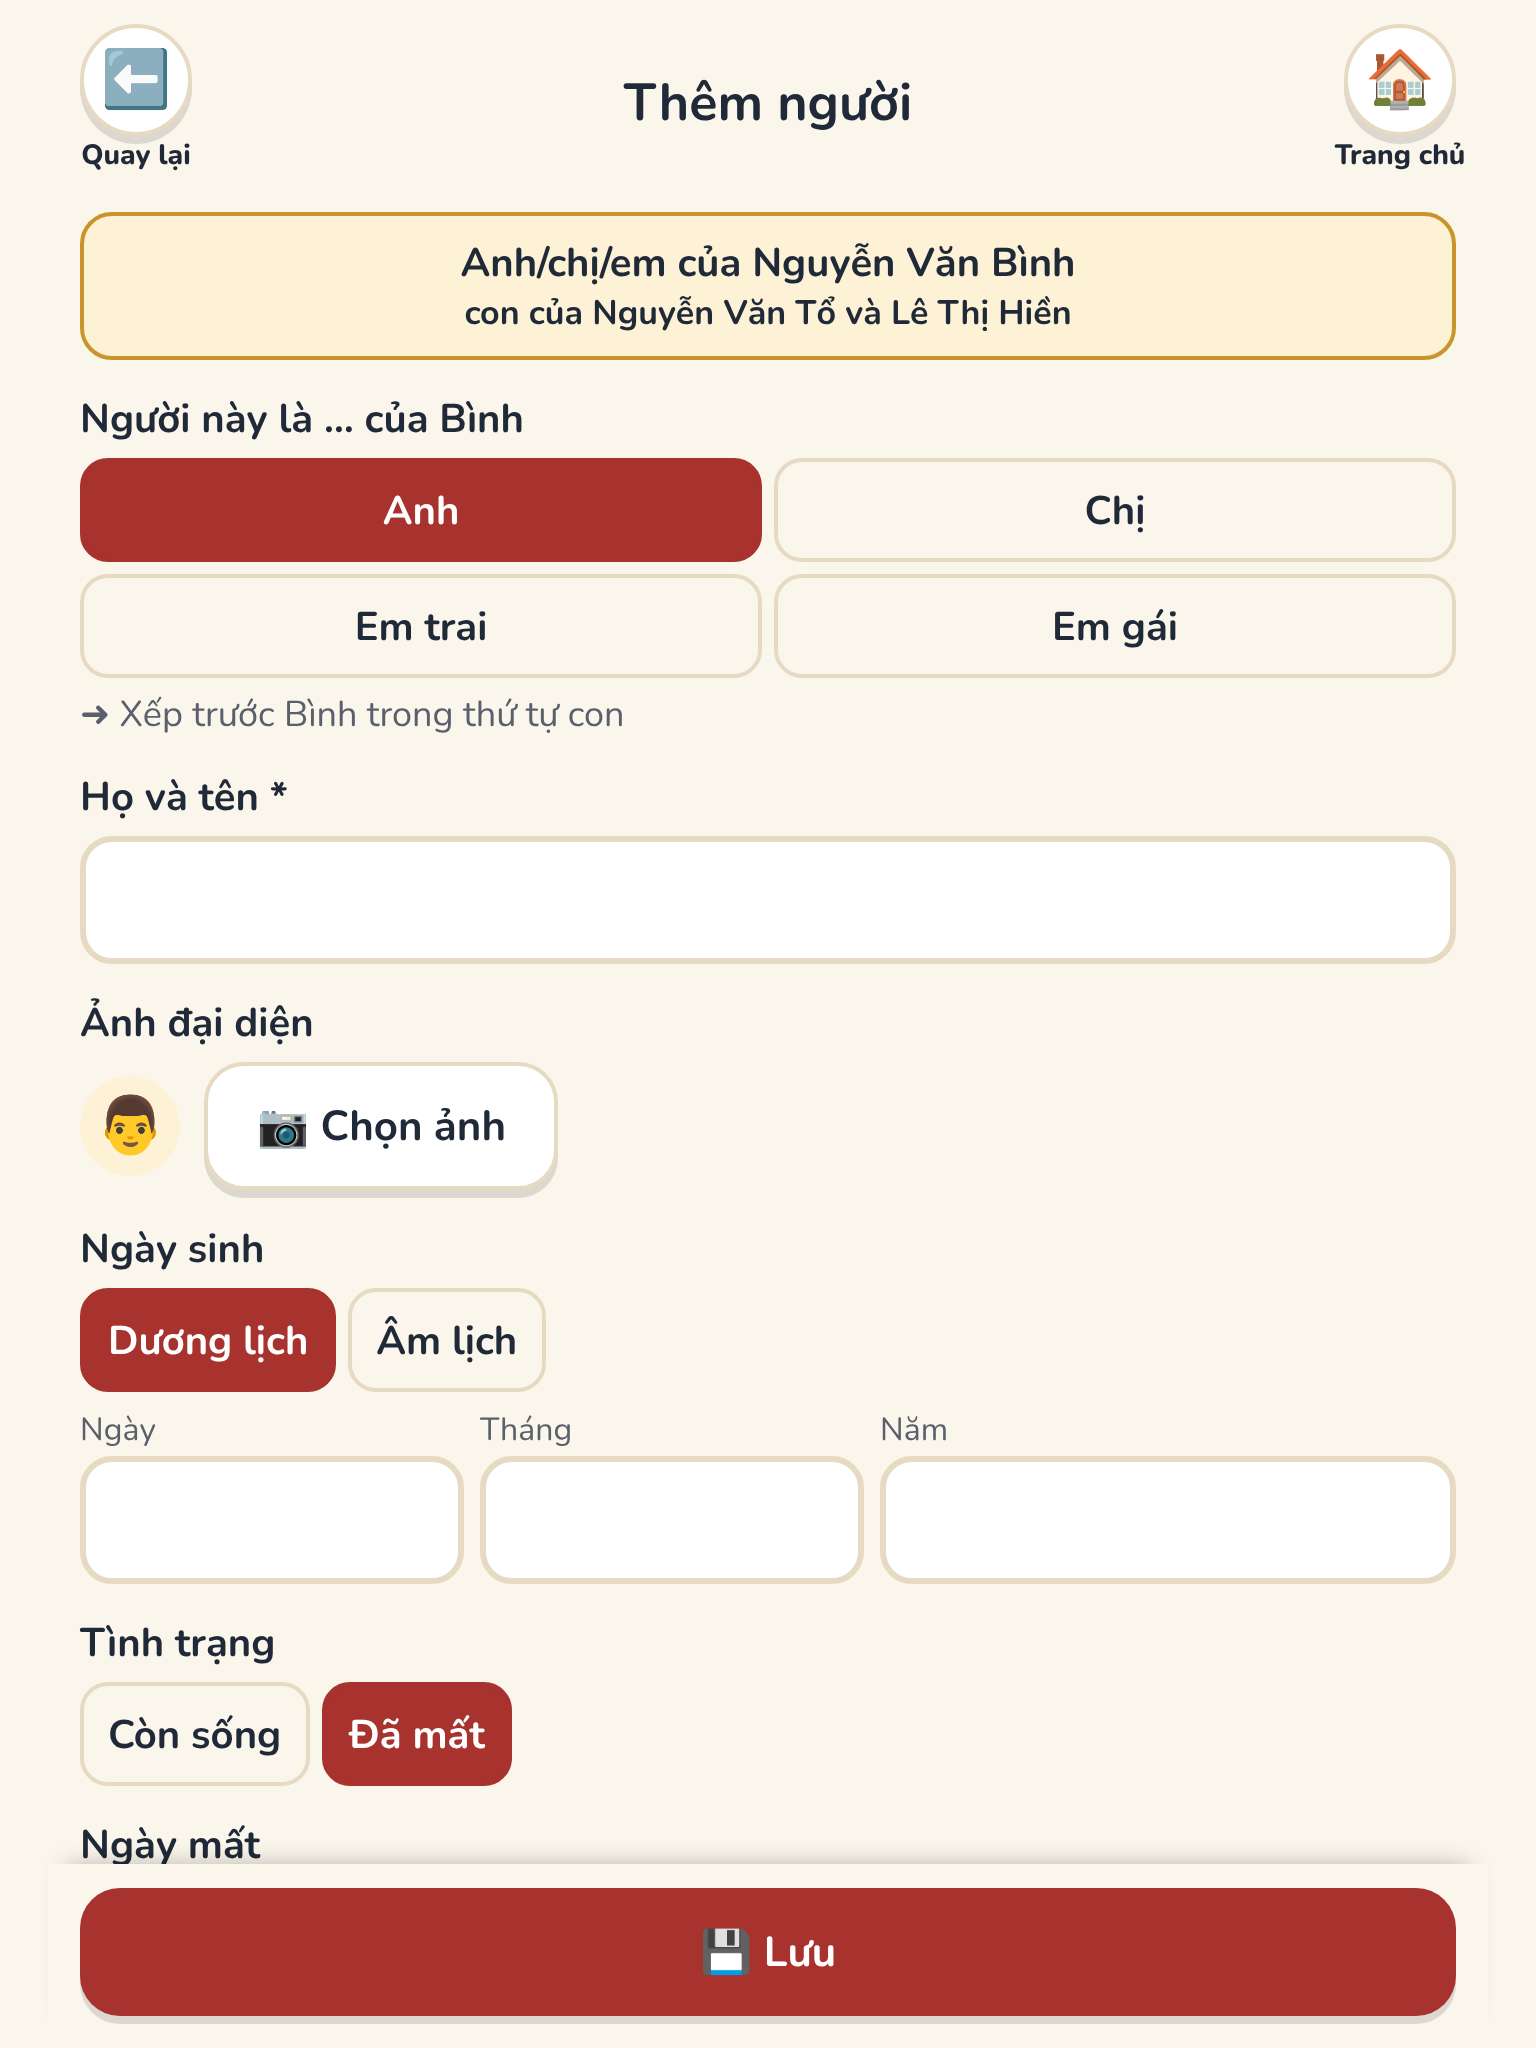 Thêm người
Quay lại
Trang chủ
Anh/chị/em của Nguyễn Văn Bình
con của Nguyễn Văn Tổ và Lê Thị Hiền
Người này là ... của Bình
Anh
Chị
Em trai
Em gái
➜ Xếp trước Bình trong thứ tự con
Họ và tên *
Ảnh đại diện
Chọn ảnh
Ngày sinh
Dương lịch
Âm lịch
Ngày
Tháng
Năm
Tình trạng
Còn sống
Đã mất
Ngày mất
Lưu